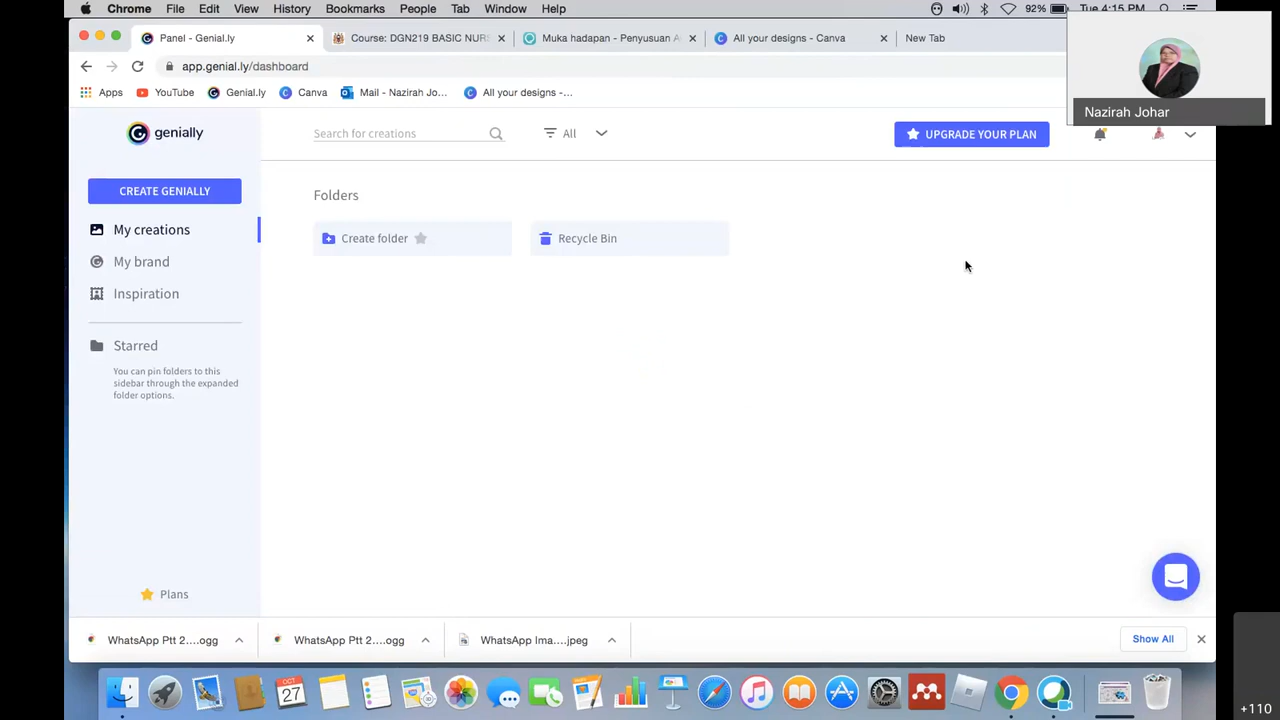 Chrome File Edit View History Bookmarks People Tab Window Help 92% Tue 4:15 PM
Panel - Genial.ly Course: DGN219 BASIC NUR Muka hadapan - Penyusuan A All your designs - Canva New Tab
app.genial.ly/dashboard
Apps YouTube Genial.ly Canva Mail - Nazirah Jo... All your designs -...
Nazirah Johar
genially
Search for creations
All
UPGRADE YOUR PLAN
CREATE GENIALLY
My creations
My brand
Inspiration
Starred
You can pin folders to this
sidebar through the expanded
folder options.
Plans
Folders
Create folder
Recycle Bin
WhatsApp Ptt 2....ogg WhatsApp Ptt 2....ogg WhatsApp Ima....jpeg Show All
OCT
27
+110